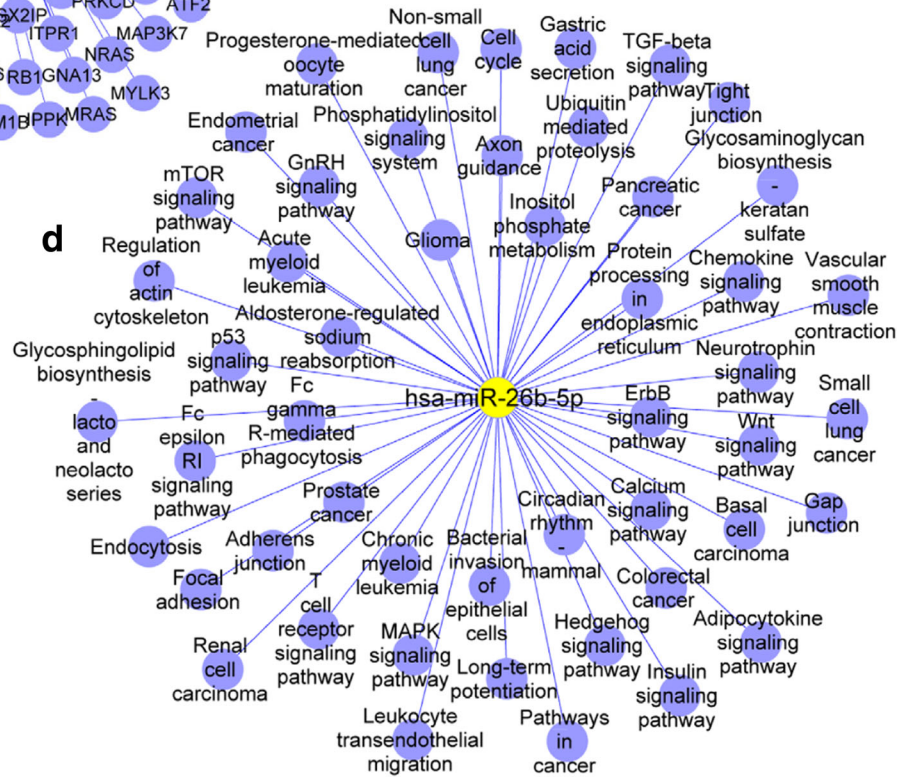 ATF2
ITPR1
MAP3K7
NRAS
RB1
GNA13
MYLK3
MRAS
d
Progesterone-mediated
oocyte
maturation
Non-small
cell
lung
cancer
Cell
cycle
Gastric
acid
secretion
TGF-beta
signaling
pathway
Tight
junction
Endometrial
cancer
Phosphatidylinositol
signaling
system
Axon
guidance
Ubiquitin
mediated
proteolysis
Glycosaminoglycan
biosynthesis
-
keratan
sulfate
mTOR
signaling
pathway
GnRH
signaling
pathway
Glioma
Inositol
phosphate
metabolism
Pancreatic
cancer
Regulation
of
actin
cytoskeleton
Acute
myeloid
leukemia
Protein
processing
in
endoplasmic
reticulum
Chemokine
signaling
pathway
Vascular
smooth
muscle
contraction
p53
signaling
pathway
Aldosterone-regulated
sodium
reabsorption
Neurotrophin
signaling
pathway
Glycosphingolipid
biosynthesis
-
lacto
and
neolacto
series
Fc
epsilon
RI
signaling
pathway
Fc
gamma
R-mediated
phagocytosis
hsa-miR-26b-5p
ErbB
signaling
pathway
Wnt
signaling
pathway
Small
cell
lung
cancer
Prostate
cancer
Endocytosis
Adherens
junction
Focal
adhesion
Chronic
myeloid
leukemia
Bacterial
invasion
of
epithelial
cells
Circadian
rhythm
-
mammal
Calcium
signaling
pathway
Basal
cell
carcinoma
Gap
junction
Colorectal
cancer
Renal
cell
carcinoma
T
cell
receptor
signaling
pathway
MAPK
signaling
pathway
Long-term
potentiation
Hedgehog
signaling
pathway
Insulin
signaling
pathway
Adipocytokine
signaling
pathway
Leukocyte
transendothelial
migration
Pathways
in
cancer